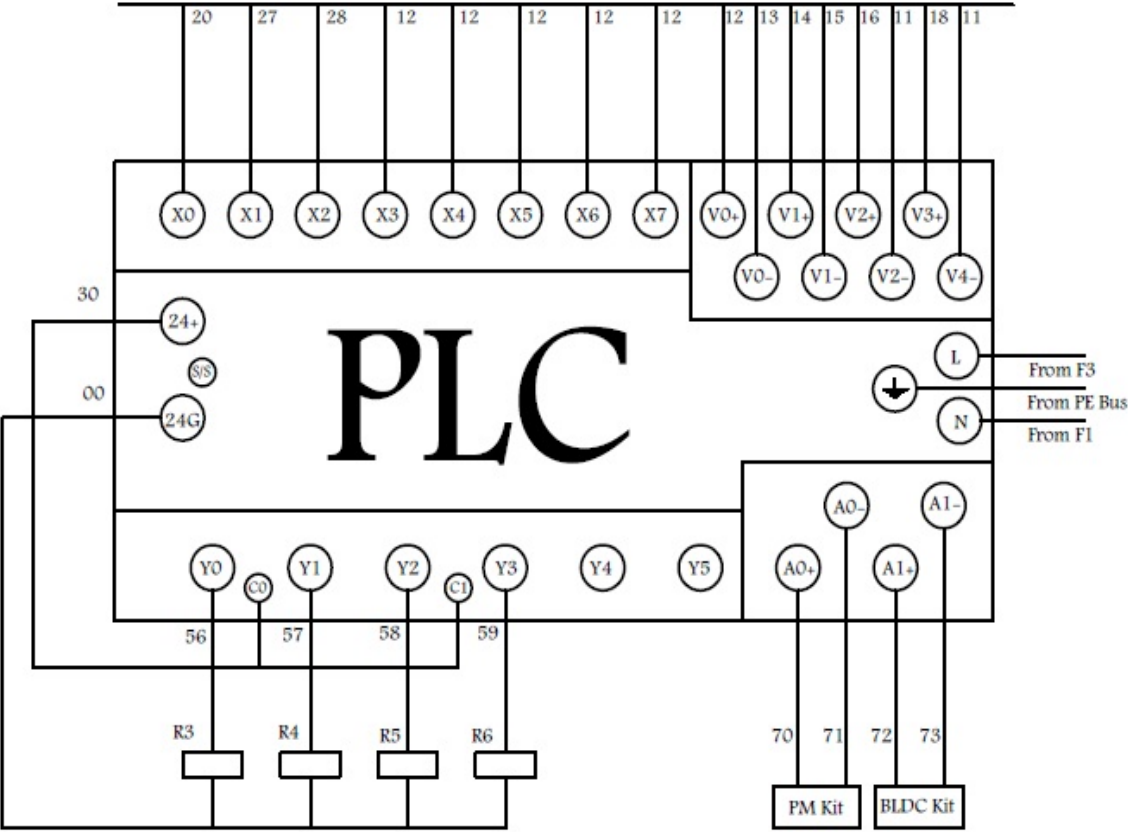 20 27 28 12 12 12 12 12 12 13 14 15 16 11 18 11
X0 X1 X2 X3 X4 X5 X6 X7 V0+ V1+ V2+ V3+
V0- V1- V2- V4-
30
24+
S/S
00
24G
PLC
L
From F3
From PE Bus
N
From F1
A0- A1-
Y0 C0 Y1 Y2 C1 Y3 Y4 Y5 A0+ A1+
56 57 58 59
R3 R4 R5 R6
70 71 72 73
PM Kit BLDC Kit